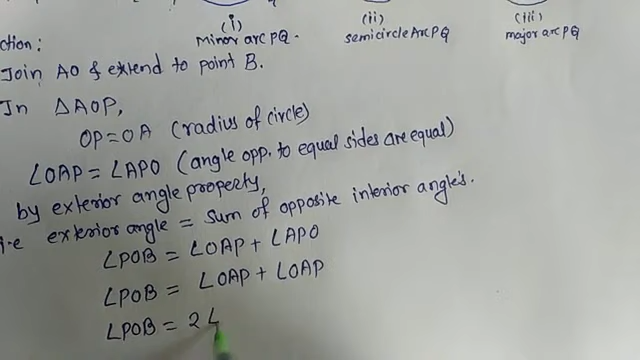 (i) (ii) (iii)
Minor arc PQ. semicircle Arc PQ major arc PQ
ction:
Join AO & extend to point B.
In ΔAOP,
OP = OA (radius of circle)
∠OAP = ∠APO (angle opp. to equal sides are equal)
by exterior angle property,
i.e exterior angle = sum of opposite interior angle's.
∠POB = ∠OAP + ∠APO
∠POB = ∠OAP + ∠OAP
∠POB = 2∠